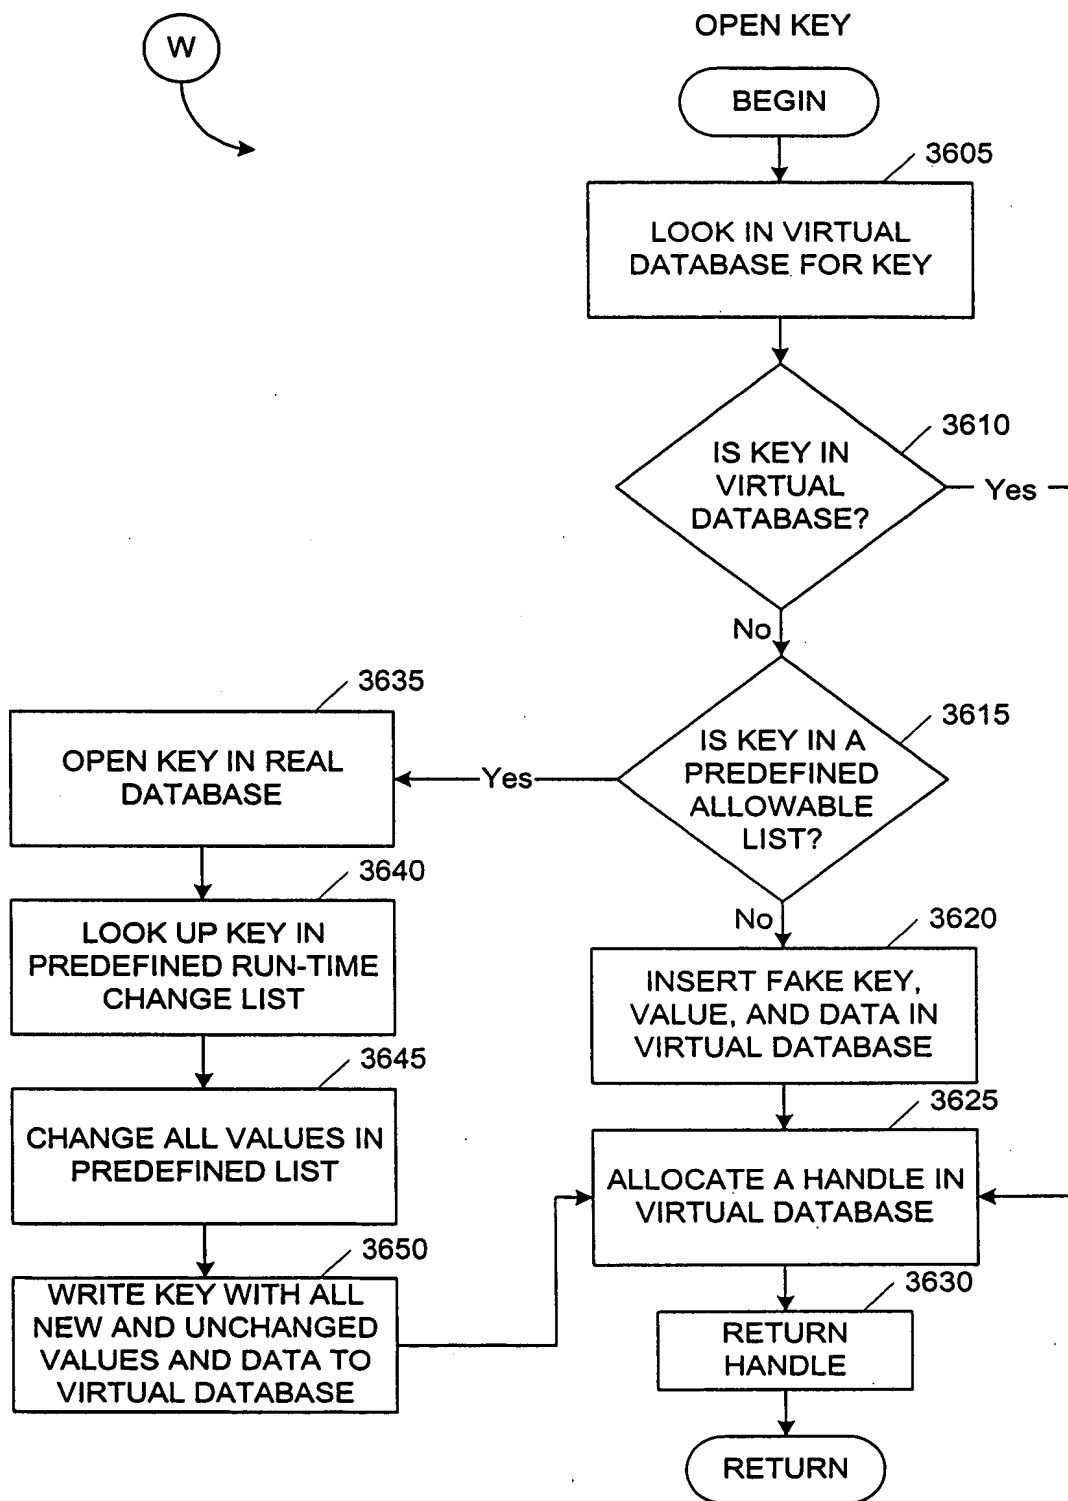 W
OPEN KEY
BEGIN
3605
LOOK IN VIRTUAL
DATABASE FOR KEY
3610
IS KEY IN
VIRTUAL
DATABASE?
Yes
No
3615
IS KEY IN A
PREDEFINED
ALLOWABLE
LIST?
Yes
No
3635
OPEN KEY IN REAL
DATABASE
3640
LOOK UP KEY IN
PREDEFINED RUN-TIME
CHANGE LIST
3645
CHANGE ALL VALUES IN
PREDEFINED LIST
3650
WRITE KEY WITH ALL
NEW AND UNCHANGED
VALUES AND DATA TO
VIRTUAL DATABASE
3620
INSERT FAKE KEY,
VALUE, AND DATA IN
VIRTUAL DATABASE
3625
ALLOCATE A HANDLE IN
VIRTUAL DATABASE
3630
RETURN
HANDLE
RETURN